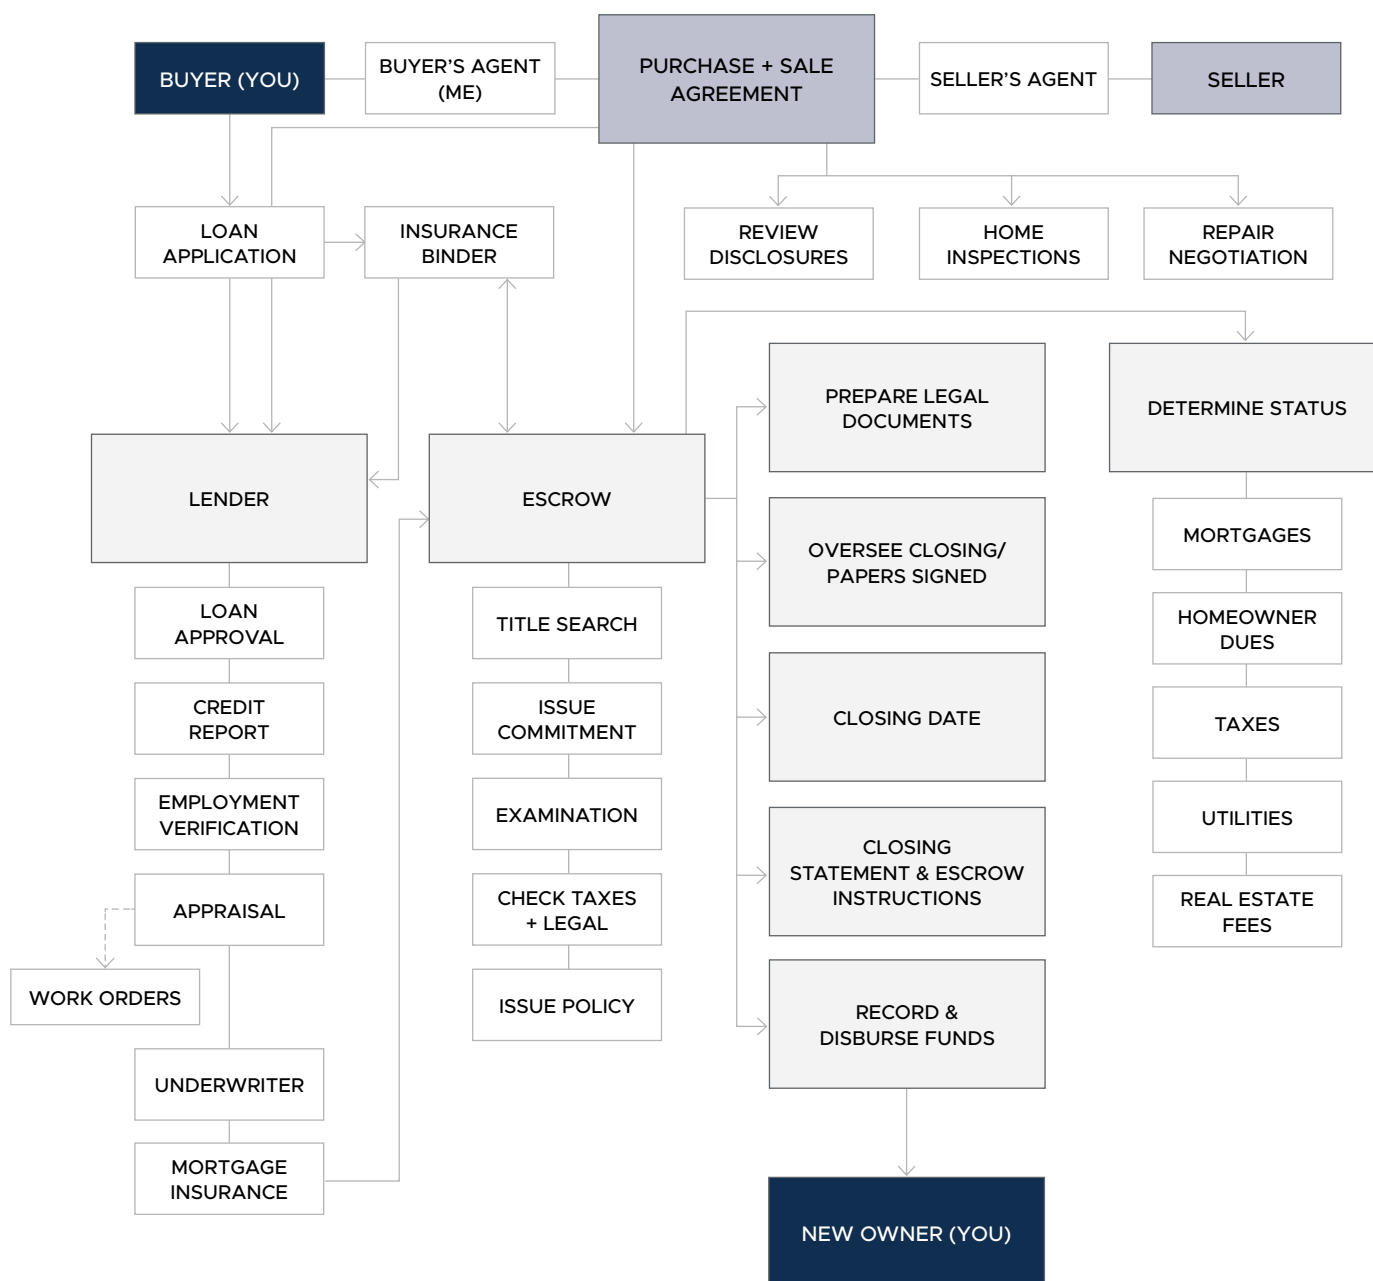 BUYER (YOU)
BUYER'S AGENT
(ME)
PURCHASE + SALE
AGREEMENT
SELLER'S AGENT
SELLER
LOAN
APPLICATION
INSURANCE
BINDER
REVIEW
DISCLOSURES
HOME
INSPECTIONS
REPAIR
NEGOTIATION
LENDER
ESCROW
PREPARE LEGAL
DOCUMENTS
DETERMINE STATUS
OVERSEE CLOSING/
PAPERS SIGNED
CLOSING DATE
CLOSING
STATEMENT & ESCROW
INSTRUCTIONS
RECORD &
DISBURSE FUNDS
MORTGAGES
HOMEOWNER
DUES
TAXES
UTILITIES
REAL ESTATE
FEES
LOAN
APPROVAL
CREDIT
REPORT
EMPLOYMENT
VERIFICATION
APPRAISAL
WORK ORDERS
UNDERWRITER
MORTGAGE
INSURANCE
TITLE SEARCH
ISSUE
COMMITMENT
EXAMINATION
CHECK TAXES
+ LEGAL
ISSUE POLICY
NEW OWNER (YOU)